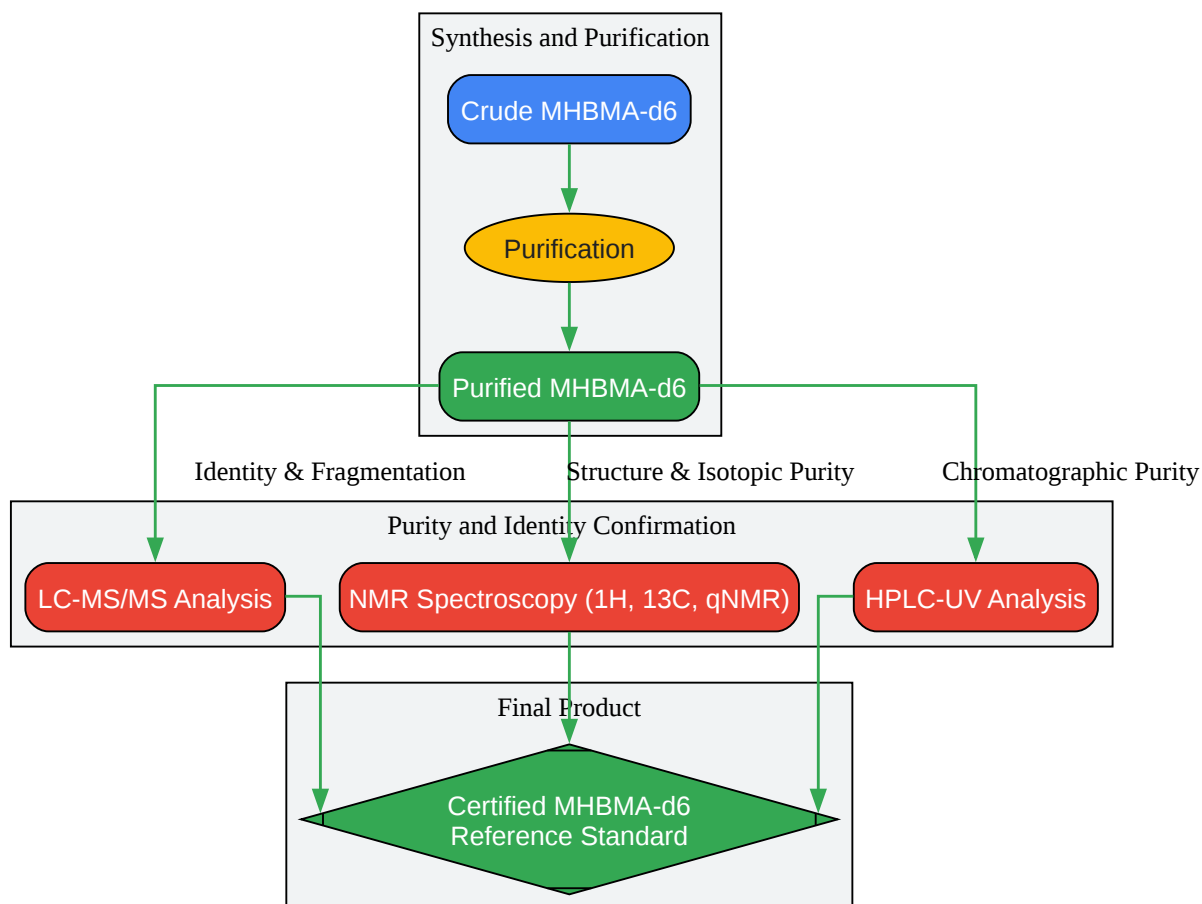 Synthesis and Purification
Crude MHBMA-d6
Purification
Purified MHBMA-d6
Identity & Fragmentation
Structure & Isotopic Purity
Chromatographic Purity
Purity and Identity Confirmation
LC-MS/MS Analysis
NMR Spectroscopy (1H, 13C, qNMR)
HPLC-UV Analysis
Final Product
Certified MHBMA-d6
Reference Standard